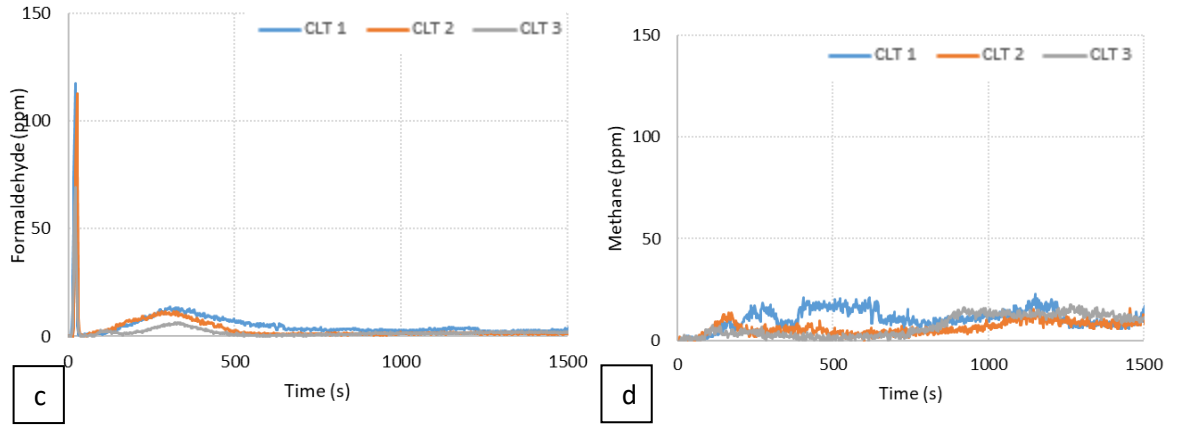 150
CLT 1 CLT 2 CLT 3
100
50
0
Formaldehyde (ppm)
0 500 1000 1500
Time (s)
c
150
CLT 1 CLT 2 CLT 3
100
50
0
Methane (ppm)
0 500 1000 1500
Time (s)
d